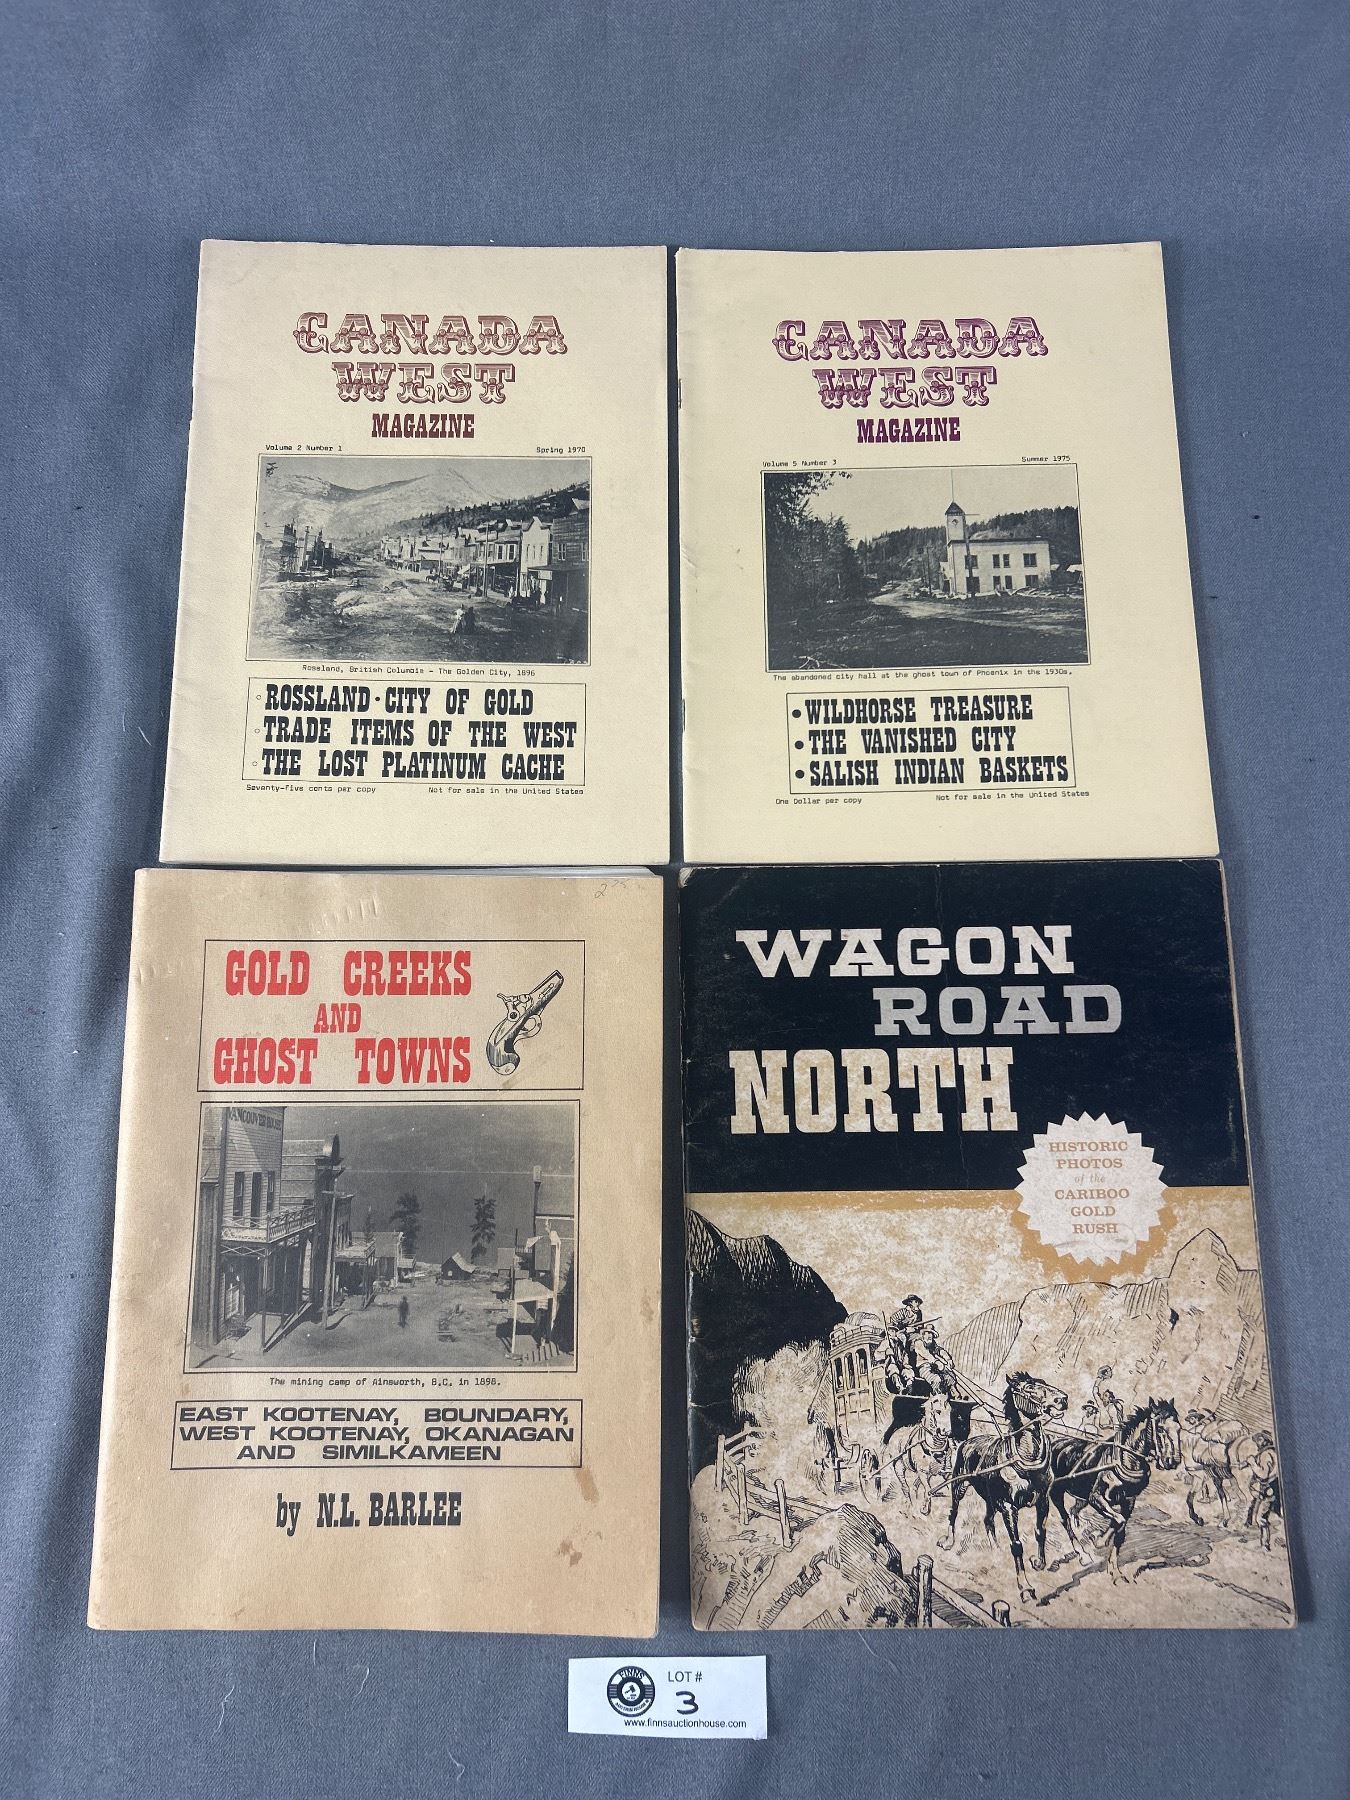 CANADA
WEST
MAGAZINE
Volume 2 Number 1 Spring 1970
Rossland, British Columbia - The Golden City, 1896
ROSSLAND · CITY OF GOLD
TRADE ITEMS OF THE WEST
THE LOST PLATINUM CACHE
Seventy-five cents per copy Not for sale in the United States
CANADA
WEST
MAGAZINE
Volume 5 Number 3 Summer 1975
The abandoned city hall at the ghost town of Phoenix in the 1930s.
• WILDHORSE TREASURE
• THE VANISHED CITY
• SALISH INDIAN BASKETS
One Dollar per copy Not for sale in the United States
GOLD CREEKS
AND
GHOST TOWNS
VANCOUVER HOUSE
The mining camp of Ainsworth, B.C. in 1898.
EAST KOOTENAY, BOUNDARY,
WEST KOOTENAY, OKANAGAN
AND SIMILKAMEEN
by N.L. BARLEE
WAGON
ROAD
NORTH
HISTORIC
PHOTOS
of the
CARIBOO
GOLD
RUSH
FINNS
LOT #
3
www.finnsauctionhouse.com